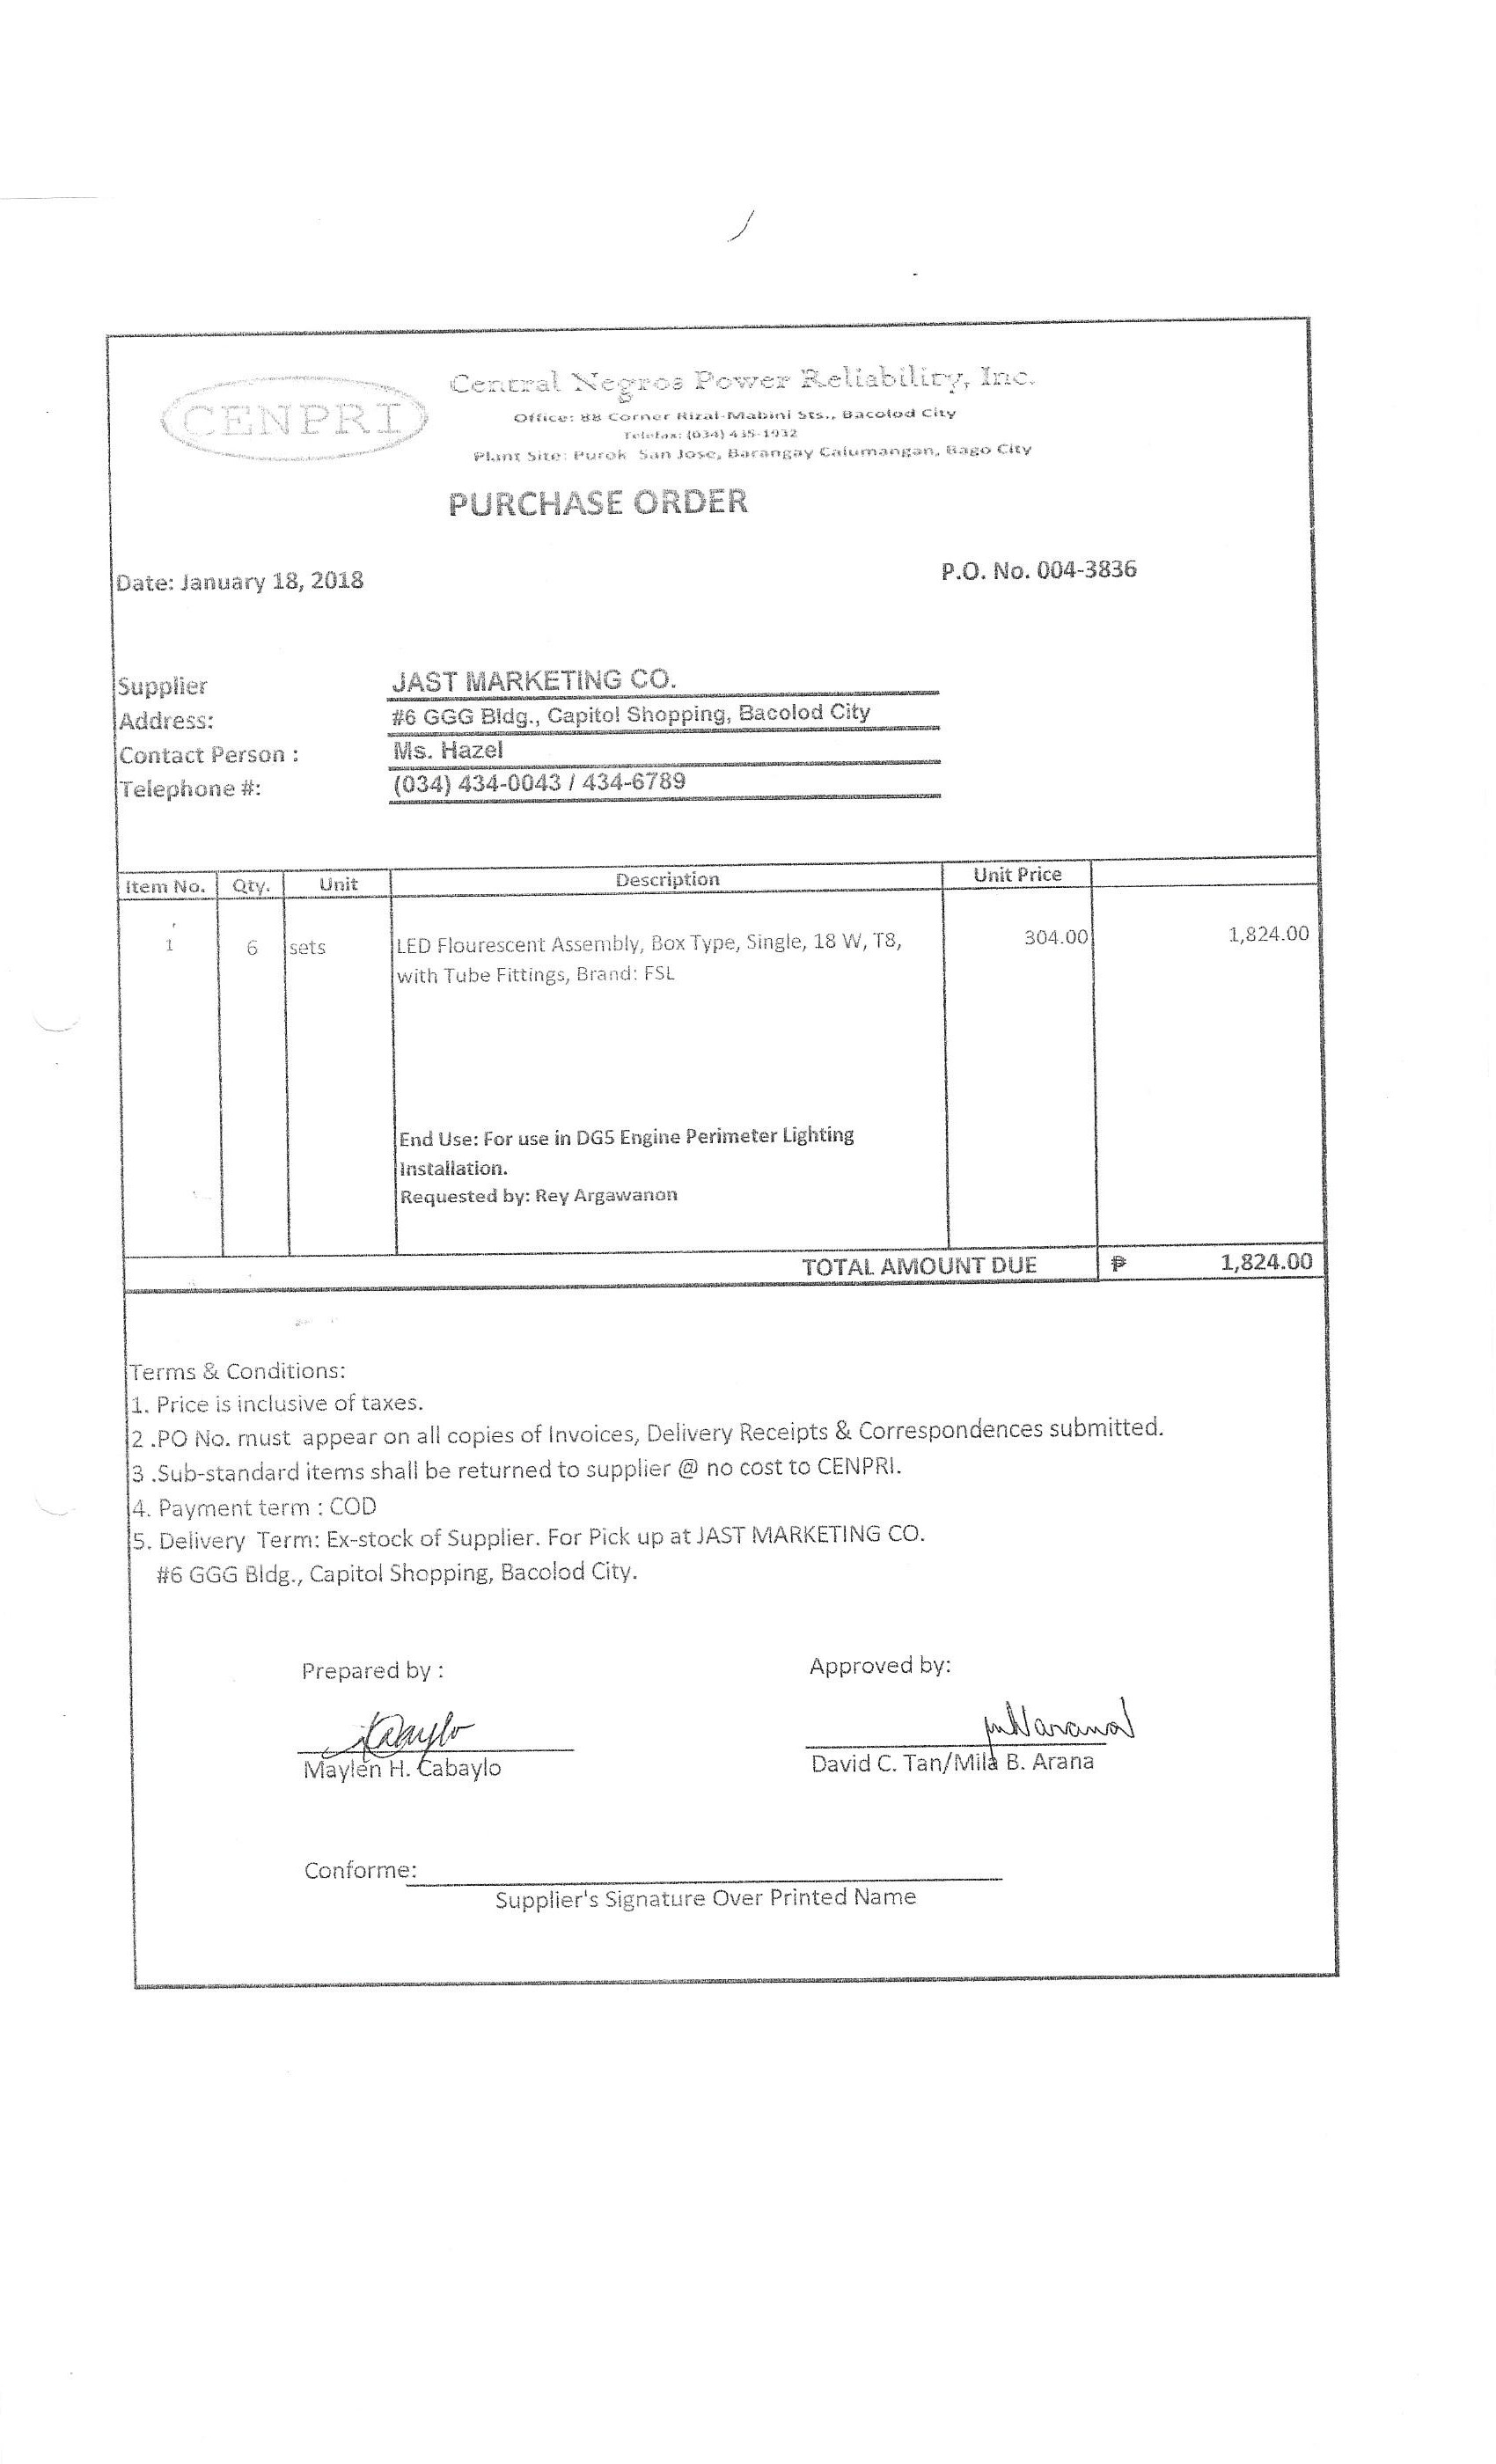 CENPRI
Central Negros Power Reliability, Inc.
Office: 88 Corner Rizal-Mabini Sts., Bacolod City
Telefax: (034) 435-1932
Plant Site: Purok San Jose, Barangay Calumangan, Bago City
PURCHASE ORDER
Date: January 18, 2018
P.O. No. 004-3836
Supplier JAST MARKETING CO.
Address: #6 GGG Bldg., Capitol Shopping, Bacolod City
Contact Person : Ms. Hazel
Telephone #: (034) 434-0043 / 434-6789
Item No. Qty. Unit Description Unit Price
1 6 sets LED Flourescent Assembly, Box Type, Single, 18 W, T8, 304.00 1,824.00
with Tube Fittings, Brand: FSL
End Use: For use in DG5 Engine Perimeter Lighting
Installation.
Requested by: Rey Argawanon
TOTAL AMOUNT DUE ₱ 1,824.00
Terms & Conditions:
1. Price is inclusive of taxes.
2 .PO No. must appear on all copies of Invoices, Delivery Receipts & Correspondences submitted.
3 .Sub-standard items shall be returned to supplier @ no cost to CENPRI.
4. Payment term : COD
5. Delivery Term: Ex-stock of Supplier. For Pick up at JAST MARKETING CO.
#6 GGG Bldg., Capitol Shopping, Bacolod City.
Prepared by : Approved by:
Maylen H. Cabaylo David C. Tan/Mila B. Arana
Conforme:
Supplier's Signature Over Printed Name